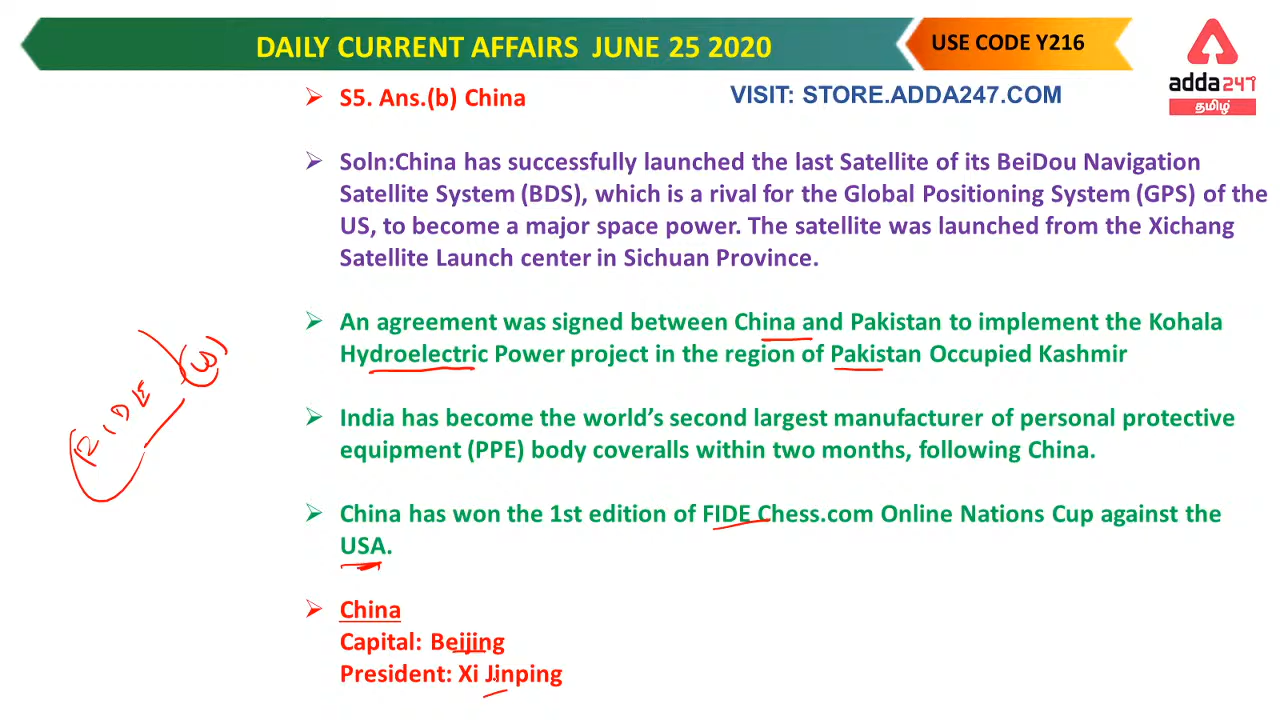 DAILY CURRENT AFFAIRS JUNE 25 2020
USE CODE Y216
adda247
தமிழ்
S5. Ans.(b) China
VISIT: STORE.ADDA247.COM
Soln:China has successfully launched the last Satellite of its BeiDou Navigation
Satellite System (BDS), which is a rival for the Global Positioning System (GPS) of the
US, to become a major space power. The satellite was launched from the Xichang
Satellite Launch center in Sichuan Province.
An agreement was signed between China and Pakistan to implement the Kohala
Hydroelectric Power project in the region of Pakistan Occupied Kashmir
India has become the world’s second largest manufacturer of personal protective
equipment (PPE) body coveralls within two months, following China.
China has won the 1st edition of FIDE Chess.com Online Nations Cup against the
USA.
China
Capital: Beijing
President: Xi Jinping